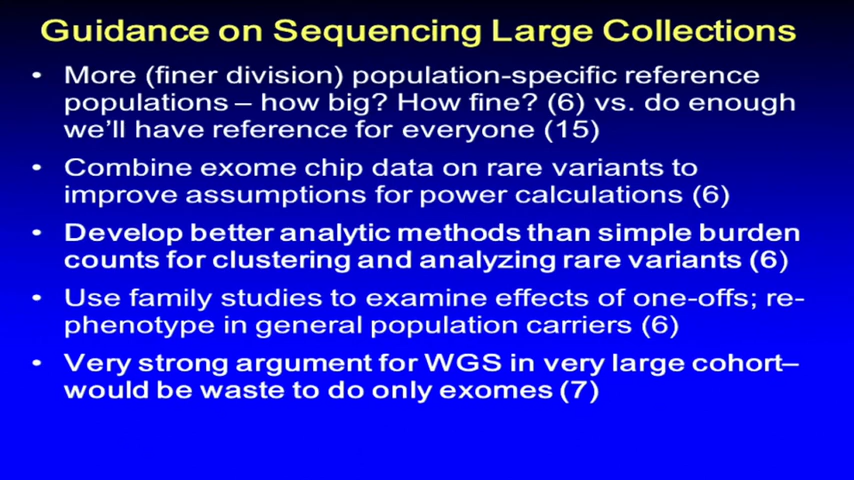 Guidance on Sequencing Large Collections
• More (finer division) population-specific reference
populations – how big? How fine? (6) vs. do enough
we'll have reference for everyone (15)
• Combine exome chip data on rare variants to
improve assumptions for power calculations (6)
• Develop better analytic methods than simple burden
counts for clustering and analyzing rare variants (6)
• Use family studies to examine effects of one-offs; re-
phenotype in general population carriers (6)
• Very strong argument for WGS in very large cohort–
would be waste to do only exomes (7)